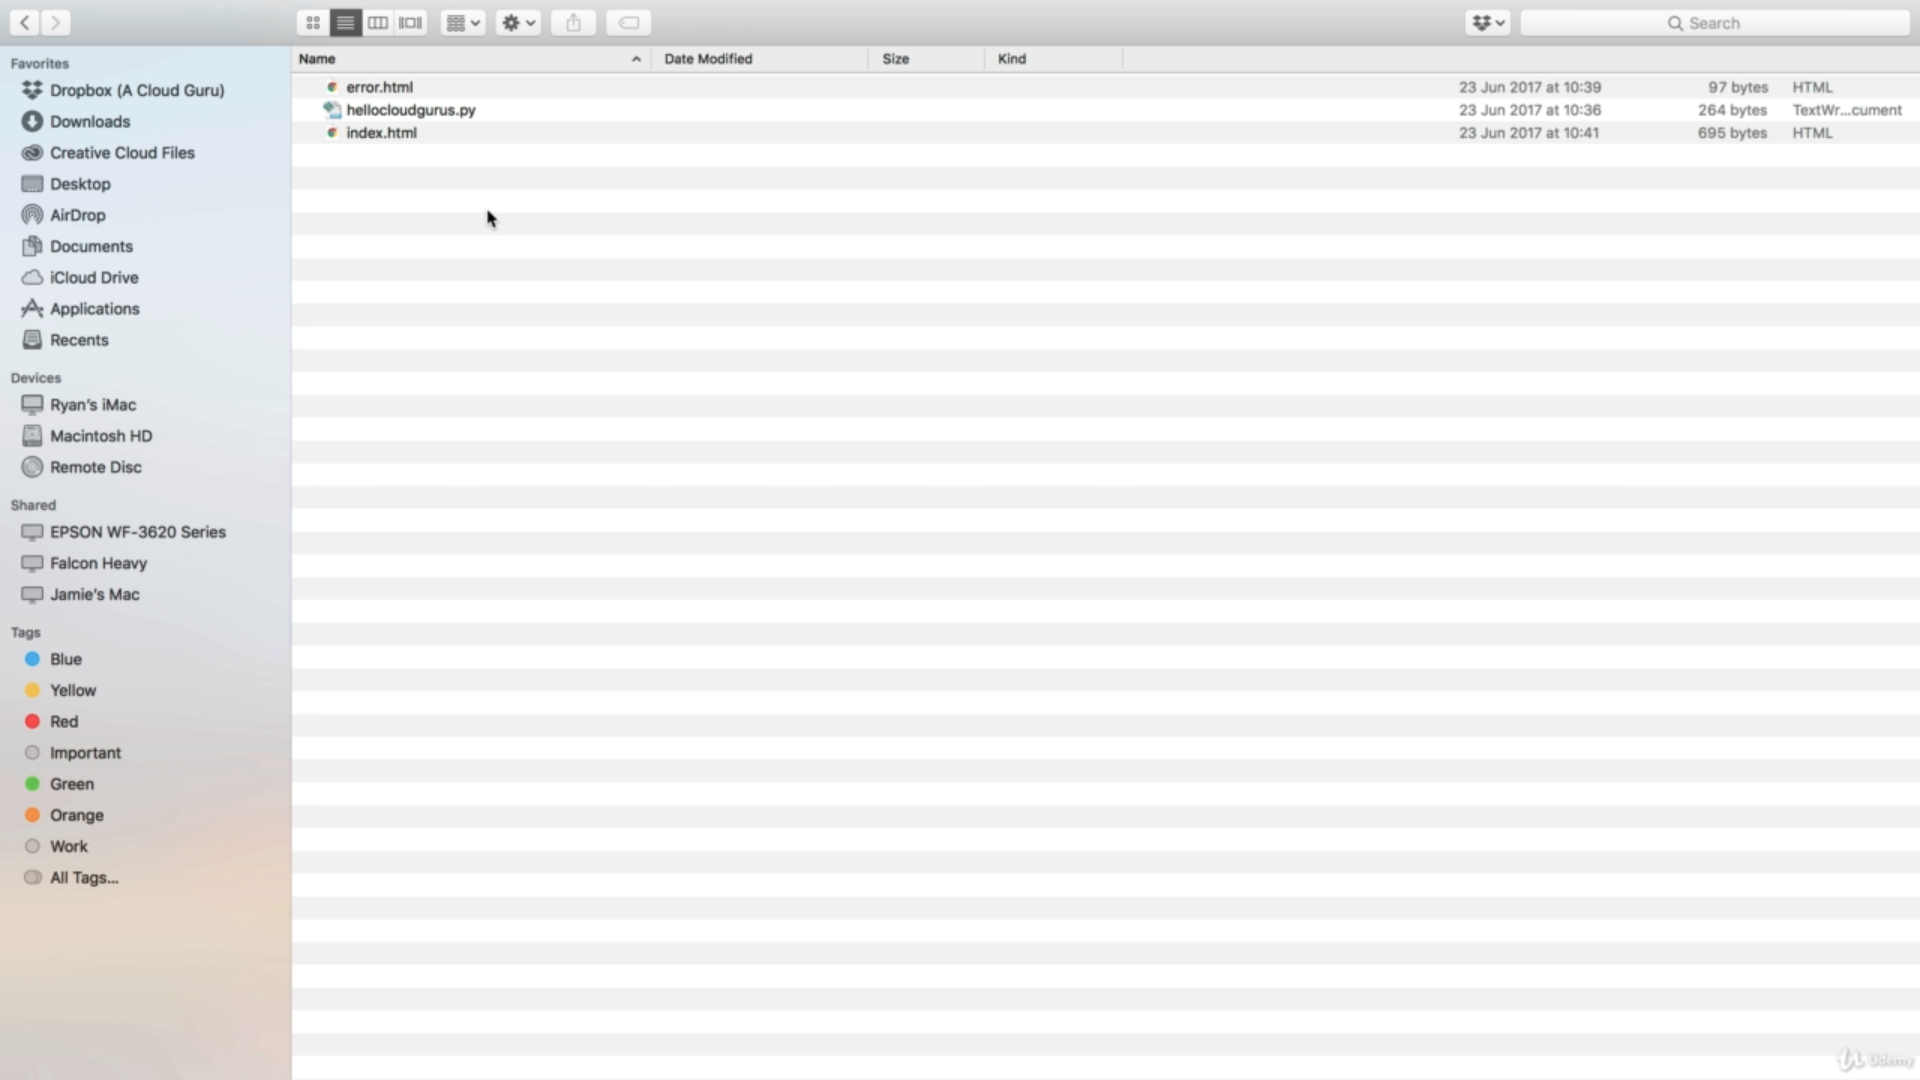 Search
Favorites
Dropbox (A Cloud Guru)
Downloads
Creative Cloud Files
Desktop
AirDrop
Documents
iCloud Drive
Applications
Recents
Devices
Ryan's iMac
Macintosh HD
Remote Disc
Shared
EPSON WF-3620 Series
Falcon Heavy
Jamie's Mac
Tags
Blue
Yellow
Red
Important
Green
Orange
Work
All Tags...
Name Date Modified Size Kind
error.html 23 Jun 2017 at 10:39 97 bytes HTML
hellocloudgurus.py 23 Jun 2017 at 10:36 264 bytes TextWr...cument
index.html 23 Jun 2017 at 10:41 695 bytes HTML
Udemy